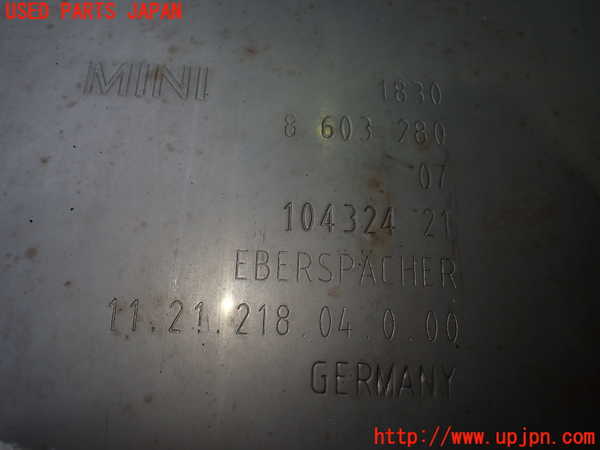 USED PARTS JAPAN
MINI 1830
8 603 280
07
104324 21
EBERSPÄCHER
11.21.218.04.0.00
GERMANY
http://www.upjpn.com/